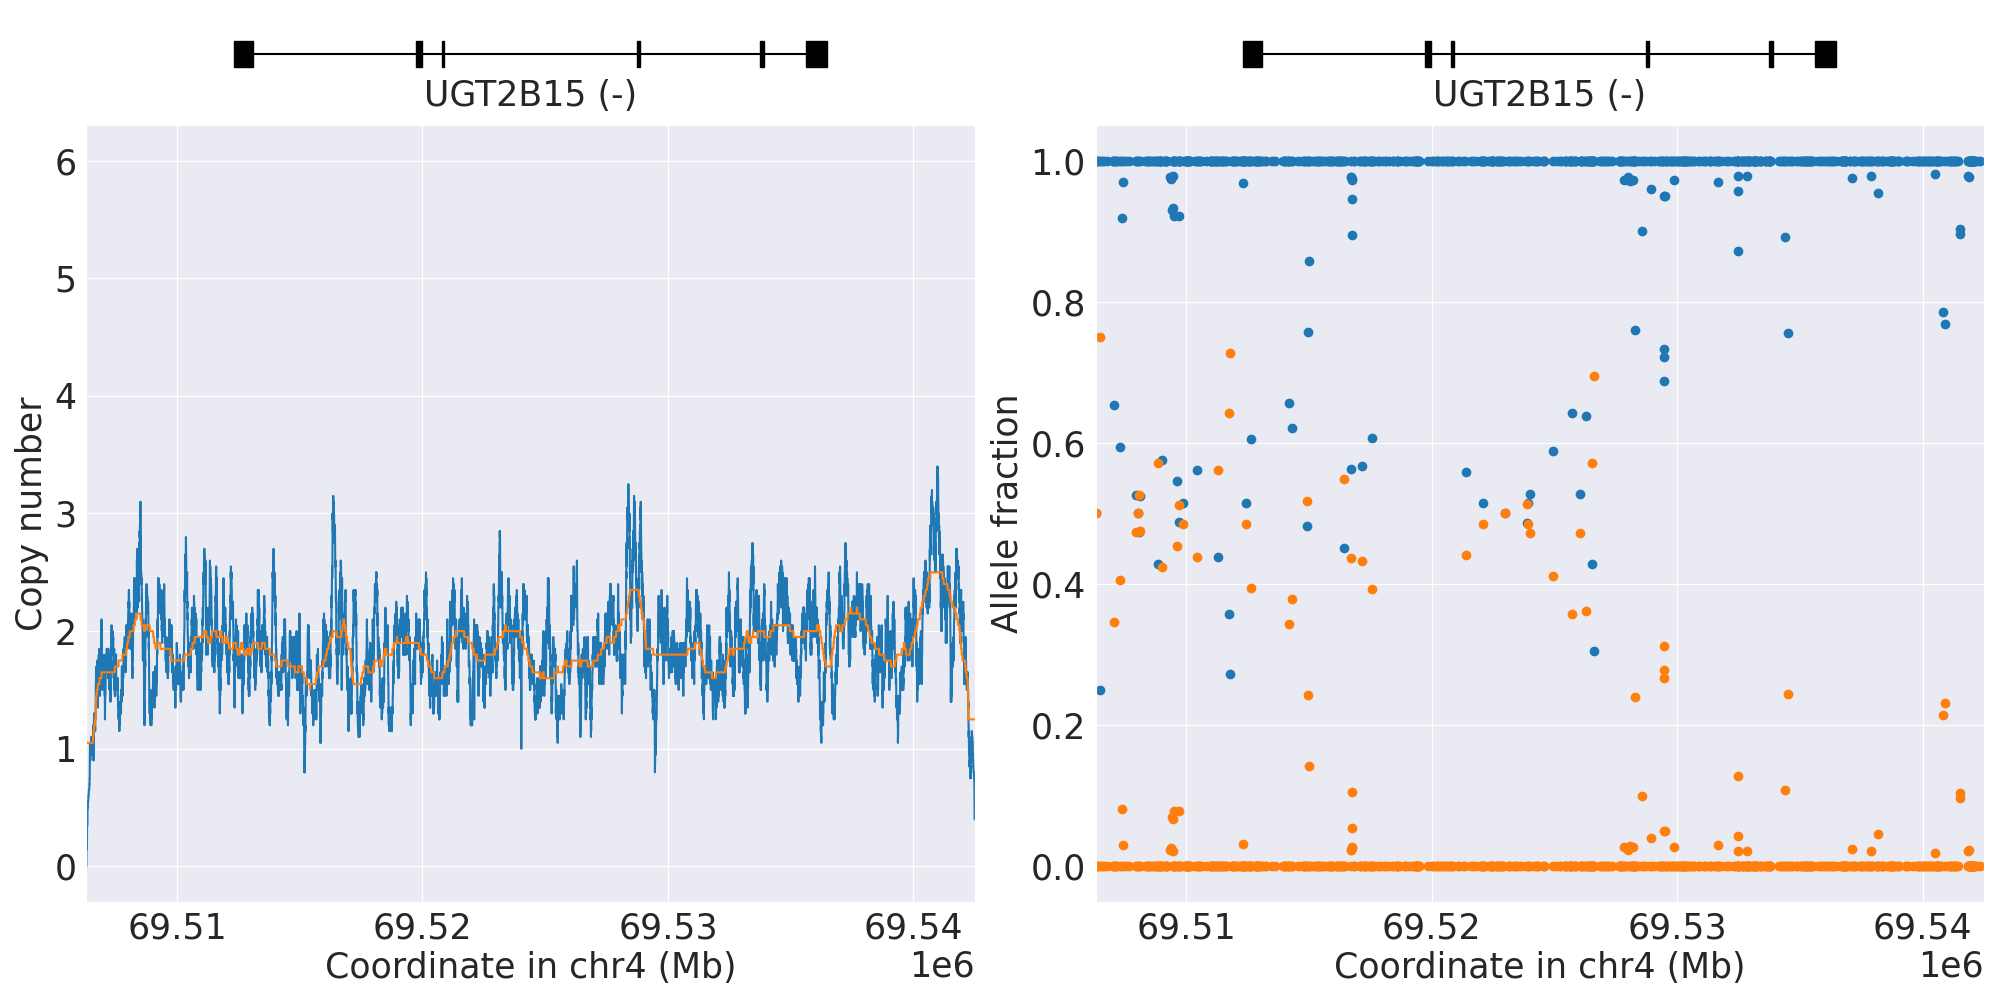 UGT2B15 (-)
UGT2B15 (-)
6
5
4
3
2
1
0
Copy number
69.51
69.52
69.53
69.54
Coordinate in chr4 (Mb)
1e6
1.0
0.8
0.6
0.4
0.2
0.0
Allele fraction
69.51
69.52
69.53
69.54
Coordinate in chr4 (Mb)
1e6